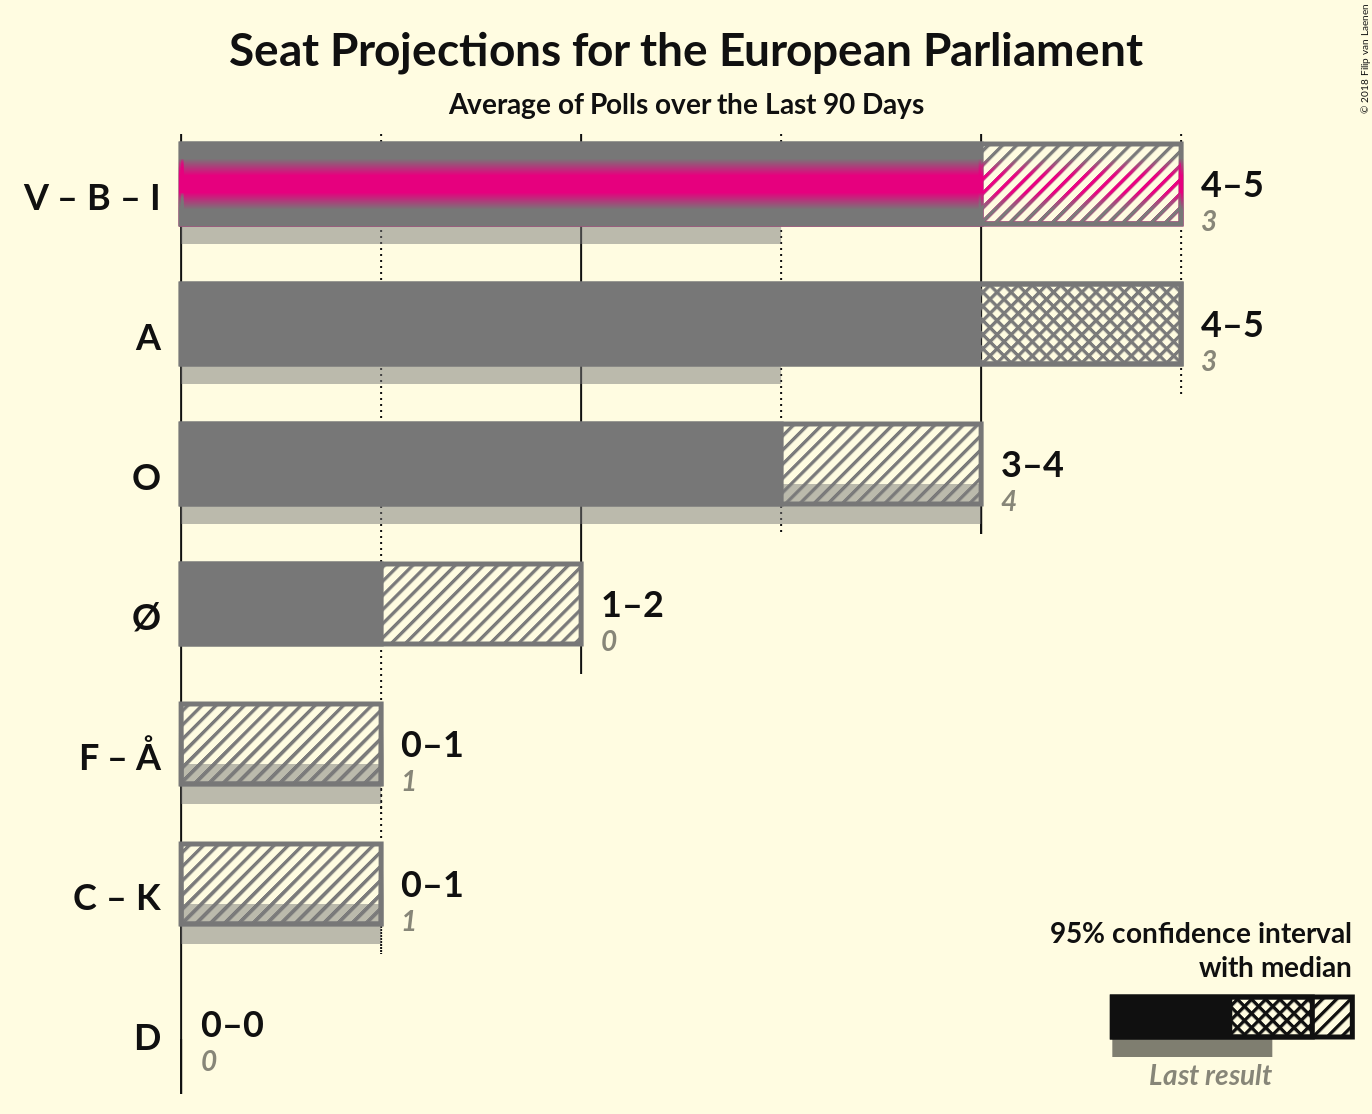 Seat Projections for the European Parliament
Average of Polls over the Last 90 Days
© 2018 Filip van Laenen
V – B – I
4–5
3
A
4–5
3
O
3–4
4
Ø
1–2
0
F – Å
0–1
1
C – K
0–1
1
D
0–0
0
95% confidence interval
with median
Last result